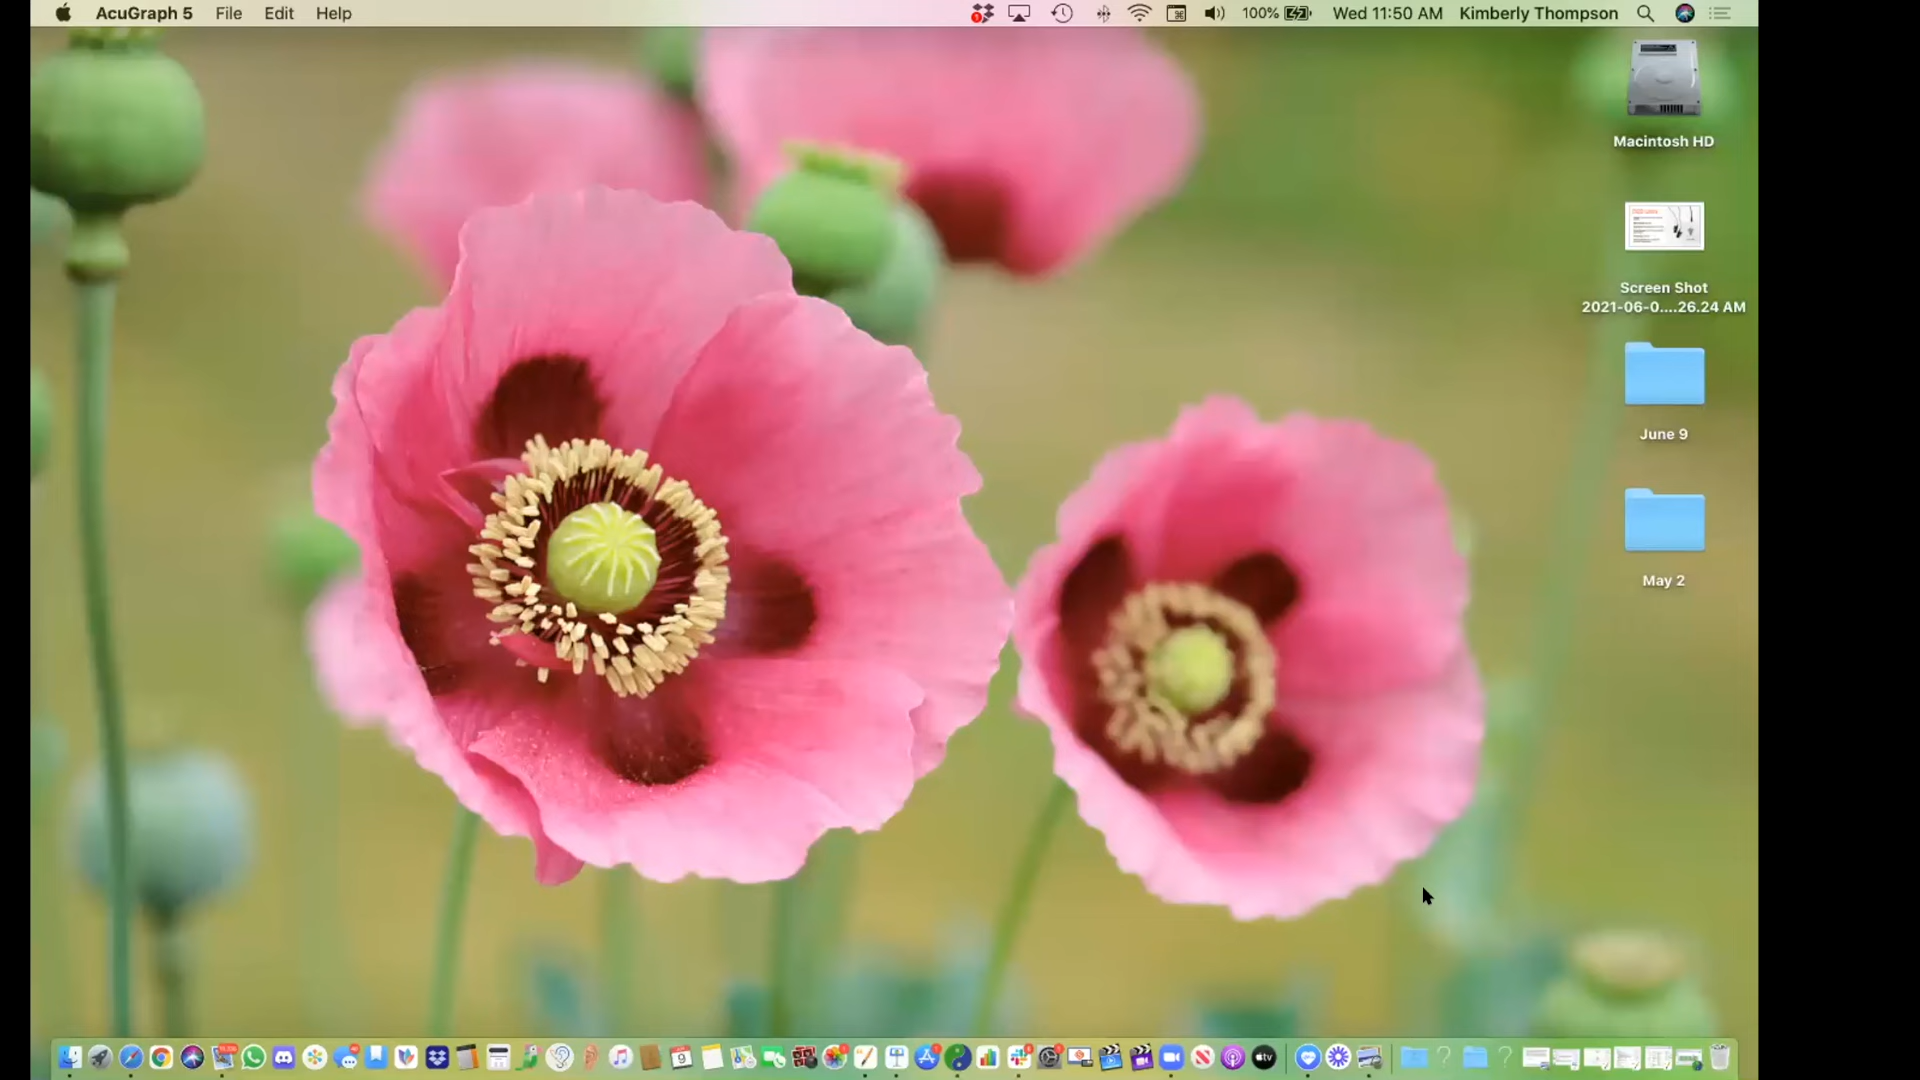 AcuGraph 5 File Edit Help 100% Wed 11:50 AM Kimberly Thompson
Macintosh HD
Screen Shot
2021-06-0....26.24 AM
June 9
May 2